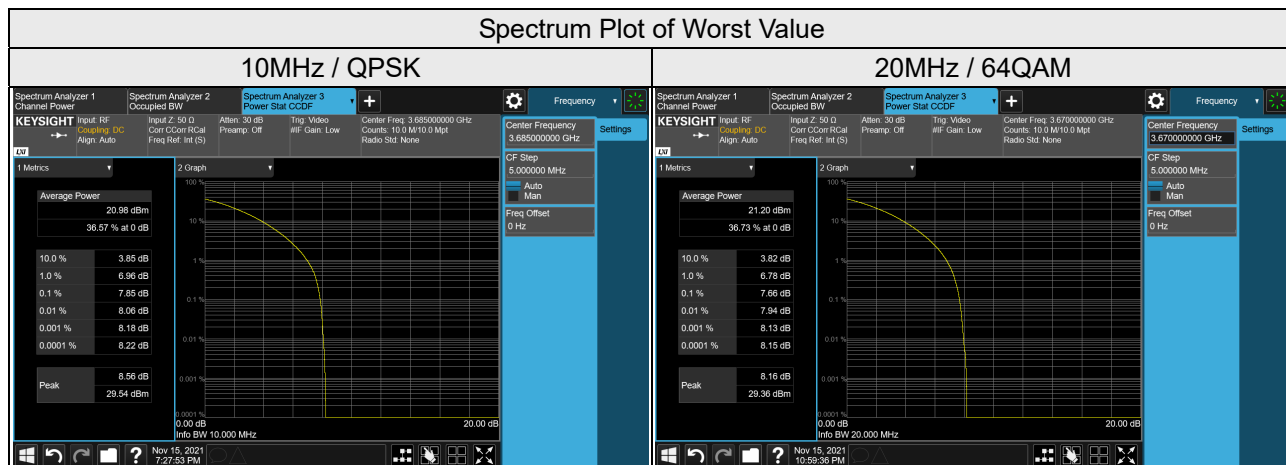 Spectrum Plot of Worst Value
10MHz / QPSK
Spectrum Analyzer 1
Channel Power
Spectrum Analyzer 2
Occupied BW
Spectrum Analyzer 3
Power Stat CCDF
+
Frequency
KEYSIGHT
LXI
Input: RF
Coupling: DC
Align: Auto
Input Z: 50 Ω
Corr CCorr RCal
Freq Ref: Int (S)
Atten: 30 dB
Preamp: Off
Trig: Video
#IF Gain: Low
Center Freq: 3.685000000 GHz
Counts: 10.0 M/10.0 Mpt
Radio Std: None
Center Frequency
3.685000000 GHz
Settings
CF Step
5.000000 MHz
Auto
Man
Freq Offset
0 Hz
1 Metrics
Average Power
20.98 dBm
36.57 % at 0 dB
10.0 % 3.85 dB
1.0 % 6.96 dB
0.1 % 7.85 dB
0.01 % 8.06 dB
0.001 % 8.18 dB
0.0001 % 8.22 dB
Peak
8.56 dB
29.54 dBm
2 Graph
100 %
10 %
1 %
0.1 %
0.01 %
0.001 %
0.0001 %
0.00 dB 20.00 dB
Info BW 10.000 MHz
?
Nov 15, 2021
7:27:53 PM
20MHz / 64QAM
Spectrum Analyzer 1
Channel Power
Spectrum Analyzer 2
Occupied BW
Spectrum Analyzer 3
Power Stat CCDF
+
Frequency
KEYSIGHT
LXI
Input: RF
Coupling: DC
Align: Auto
Input Z: 50 Ω
Corr CCorr RCal
Freq Ref: Int (S)
Atten: 30 dB
Preamp: Off
Trig: Video
#IF Gain: Low
Center Freq: 3.670000000 GHz
Counts: 10.0 M/10.0 Mpt
Radio Std: None
Center Frequency
3.670000000 GHz
Settings
CF Step
5.000000 MHz
Auto
Man
Freq Offset
0 Hz
1 Metrics
Average Power
21.20 dBm
36.73 % at 0 dB
10.0 % 3.82 dB
1.0 % 6.78 dB
0.1 % 7.66 dB
0.01 % 7.94 dB
0.001 % 8.13 dB
0.0001 % 8.15 dB
Peak
8.16 dB
29.36 dBm
2 Graph
100 %
10 %
1 %
0.1 %
0.01 %
0.001 %
0.0001 %
0.00 dB 20.00 dB
Info BW 20.000 MHz
?
Nov 15, 2021
10:59:36 PM